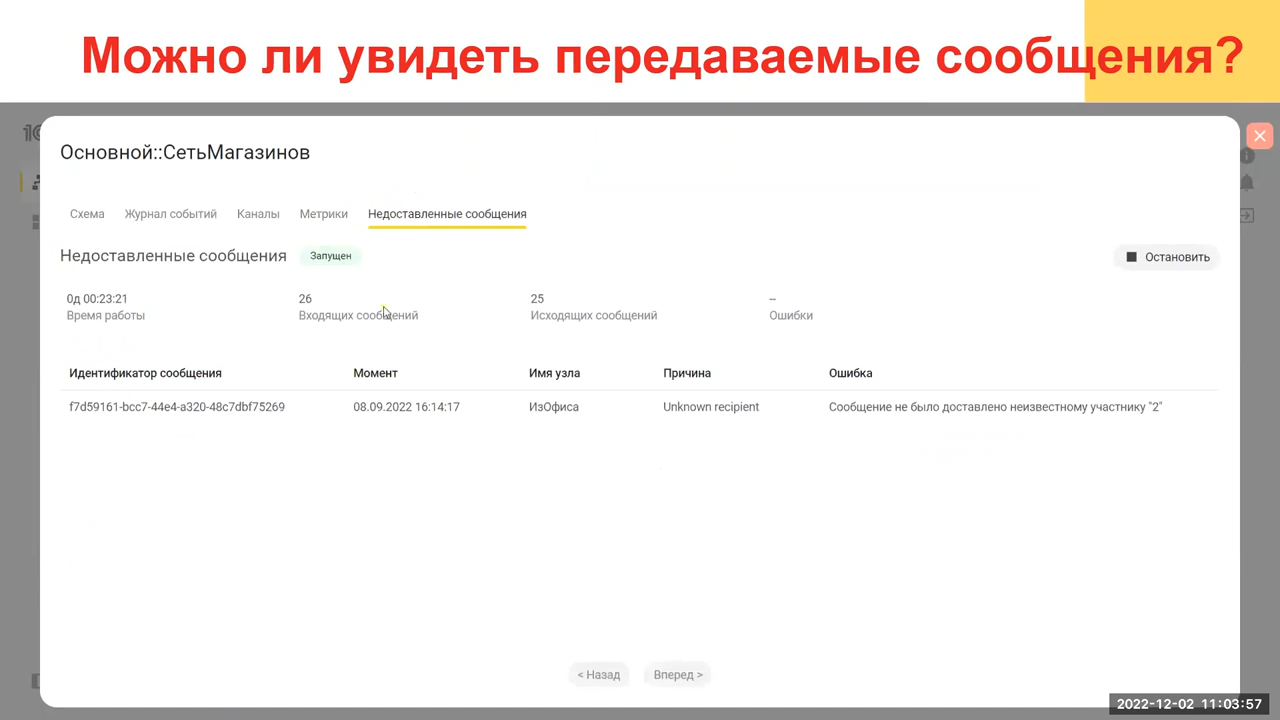 Можно ли увидеть передаваемые сообщения?
Основной::СетьМагазинов
Схема Журнал событий Каналы Метрики Недоставленные сообщения
Недоставленные сообщения Запущен Остановить
0д 00:23:21 26 25 --
Время работы Входящих сообщений Исходящих сообщений Ошибки
Идентификатор сообщения Момент Имя узла Причина Ошибка
f7d59161-bcc7-44e4-a320-48c7dbf75269 08.09.2022 16:14:17 ИзОфиса Unknown recipient Сообщение не было доставлено неизвестному участнику "2"
< Назад Вперед >
2022-12-02 11:03:57